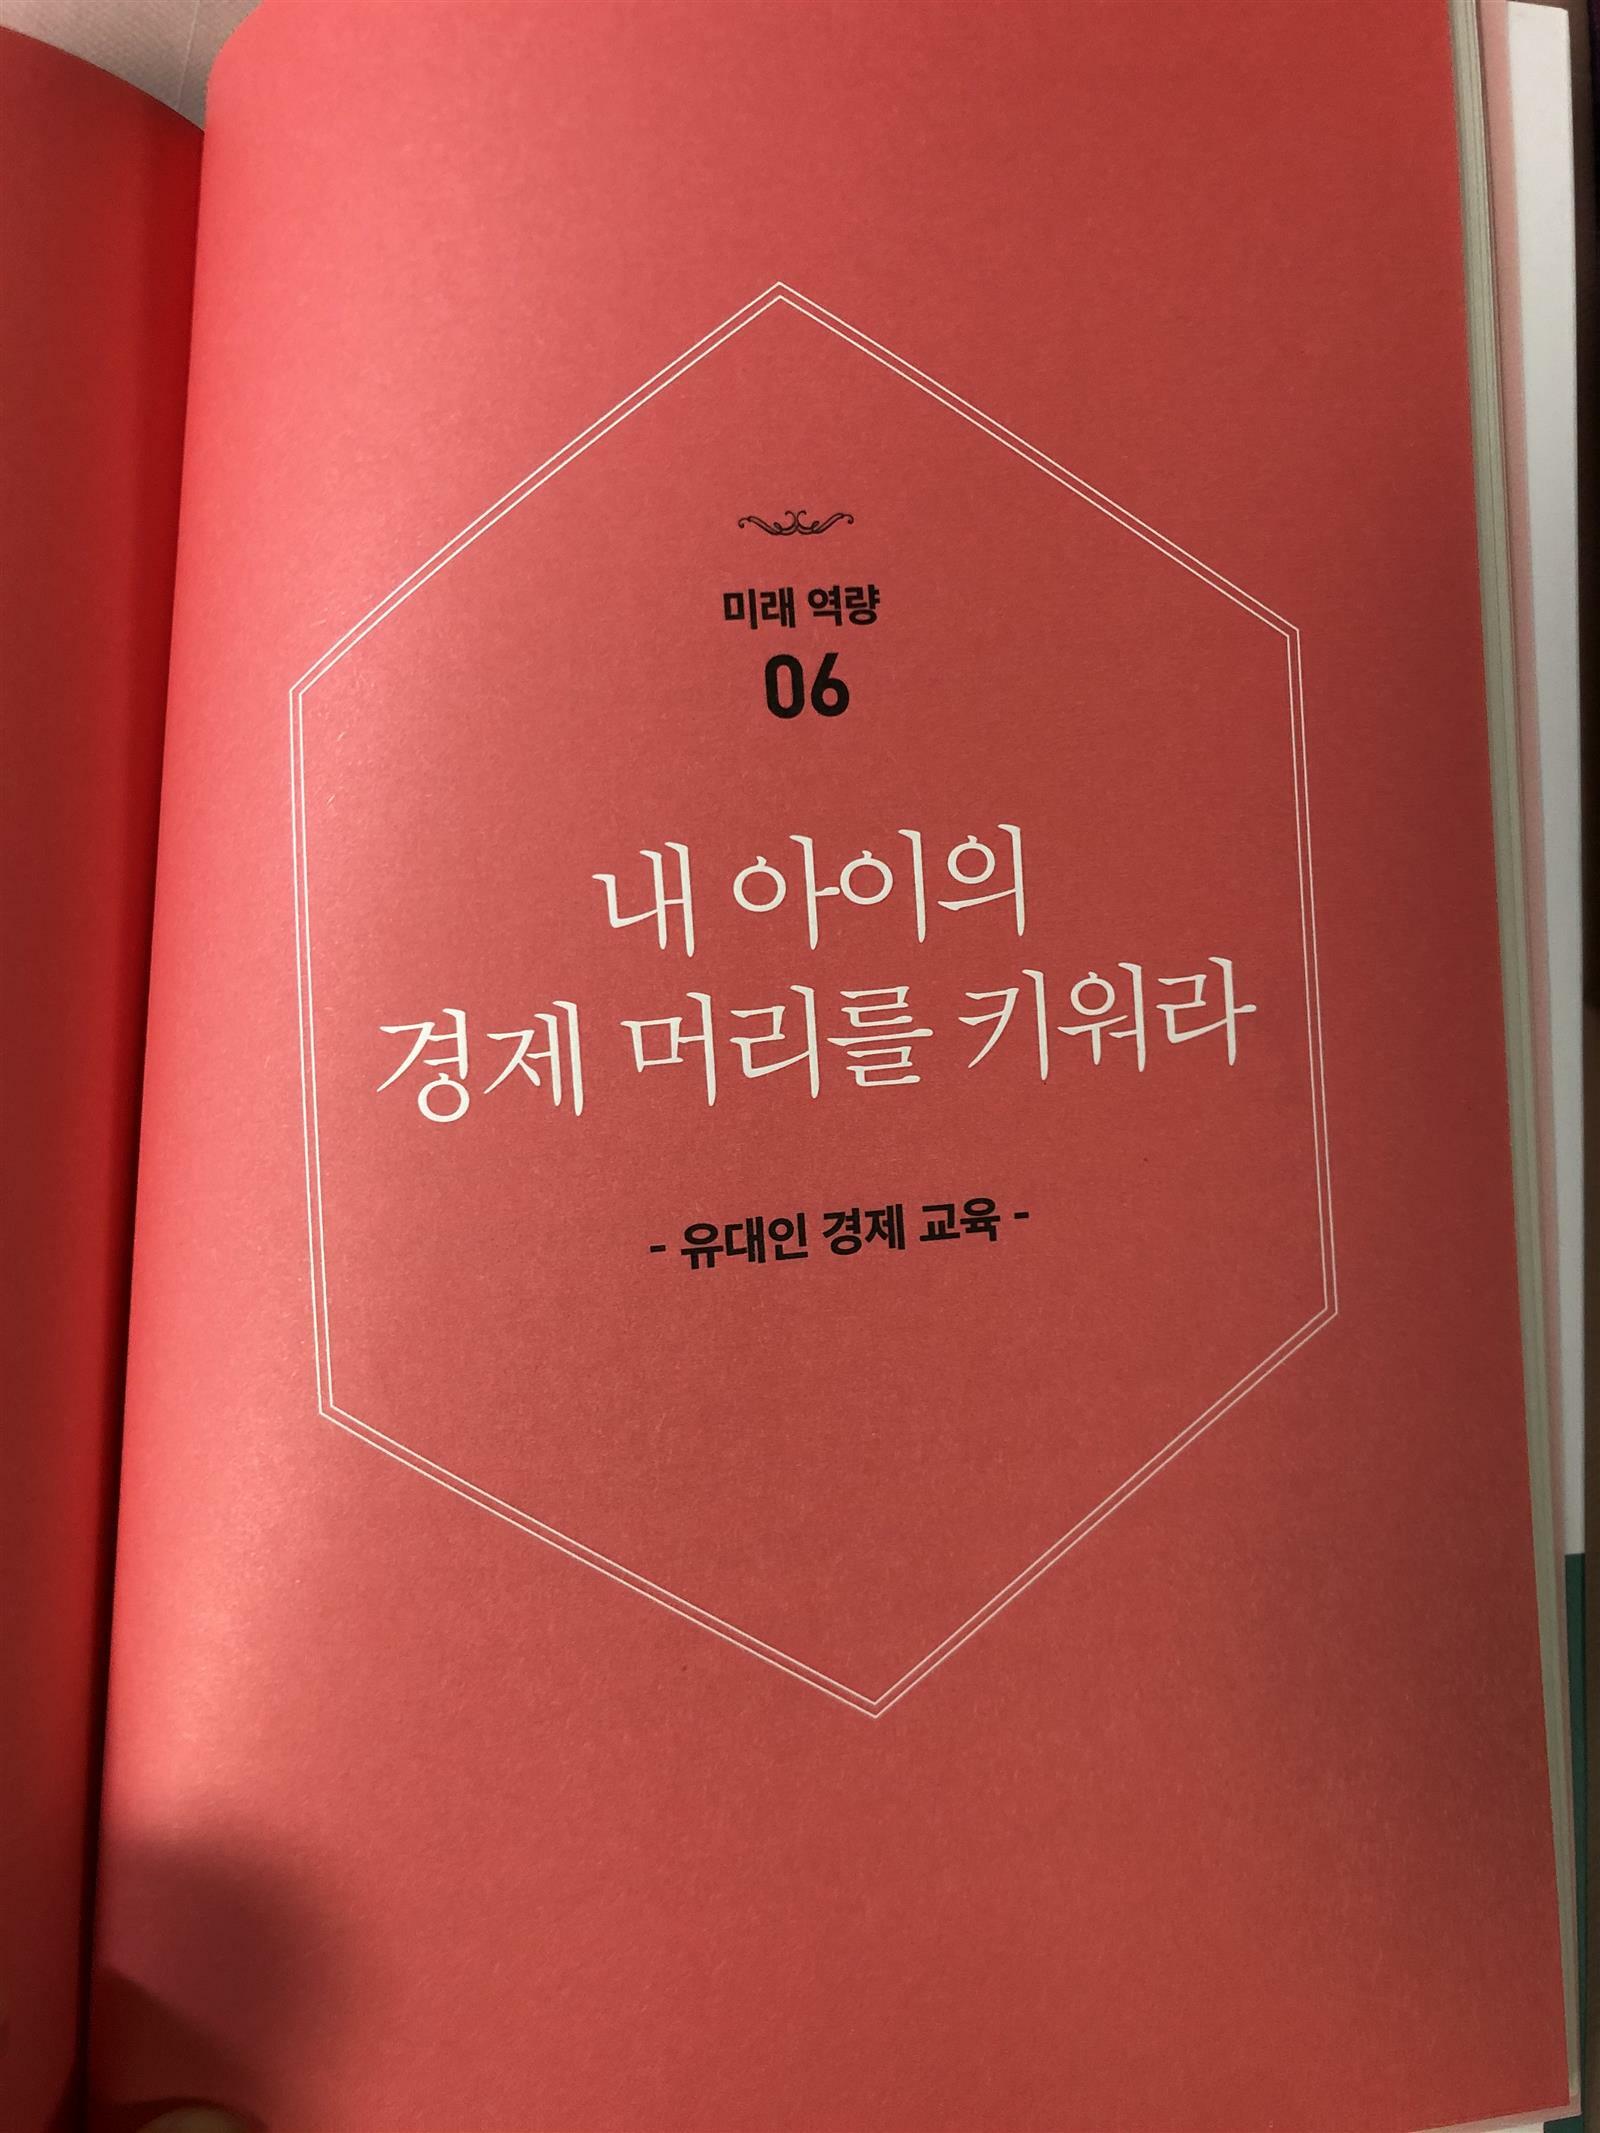 미래 역량
06
내 아이의
경제 머리를 키워라
- 유대인 경제 교육 -